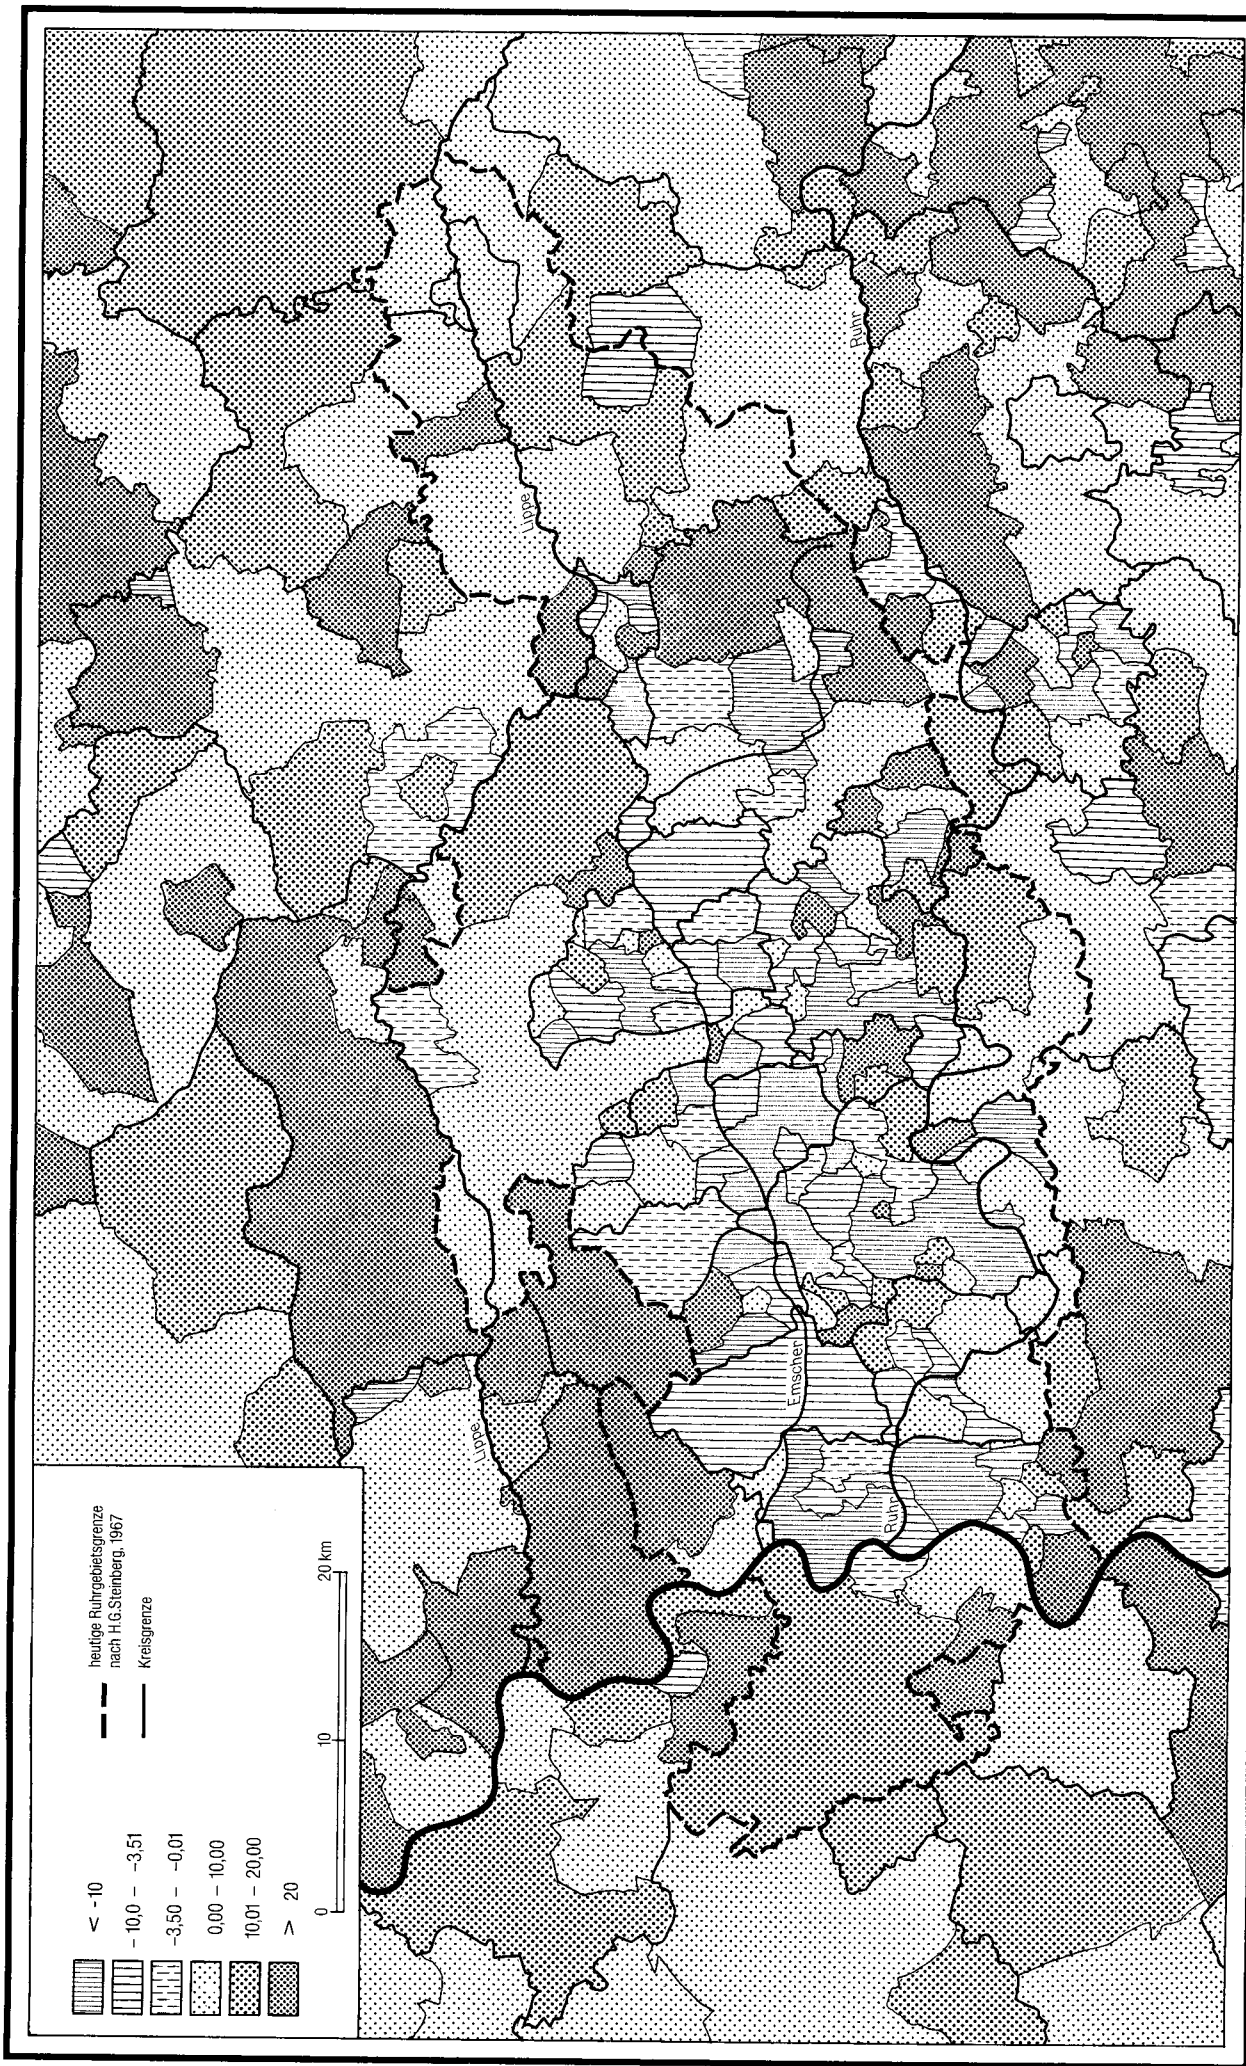 < -10
- 10,0 – -3,51
-3,50 – -0,01
0,00 – 10,00
10,01 – 20,00
> 20
heutige Ruhrgebietsgrenze
nach H.G.Steinberg, 1967
Kreisgrenze
0 10 20 km
Lippe
Lippe
Emscher
Ruhr
Ruhr